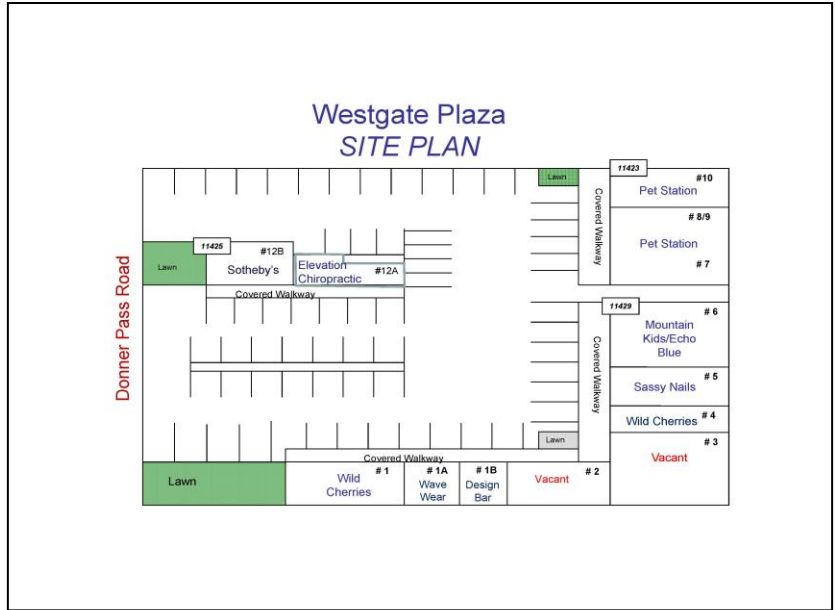 Westgate Plaza
SITE PLAN
Donner Pass Road
Lawn
11423
#10
Pet Station
Covered Walkway
# 8/9
Pet Station
# 7
11425
#12B
Lawn
Sotheby's
Elevation
Chiropractic
#12A
Covered Walkway
11429
# 6
Mountain
Kids/Echo
Blue
Covered Walkway
# 5
Sassy Nails
# 4
Wild Cherries
# 3
Vacant
Lawn
Covered Walkway
Lawn
# 1
Wild
Cherries
# 1A
Wave
Wear
# 1B
Design
Bar
# 2
Vacant